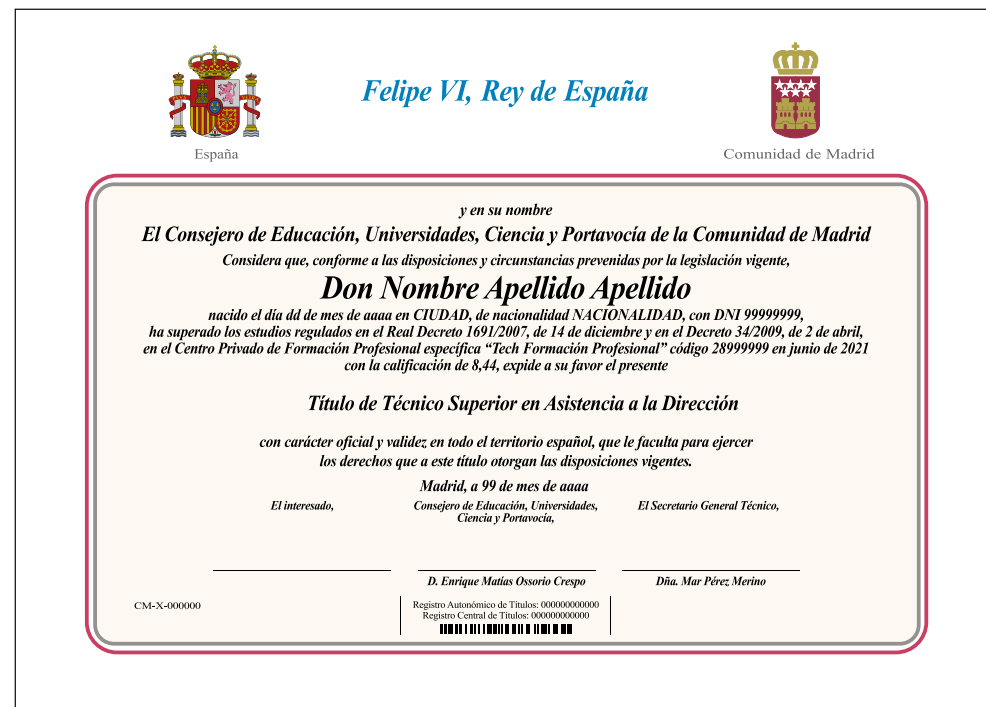 Felipe VI, Rey de España
España
Comunidad de Madrid
y en su nombre
El Consejero de Educación, Universidades, Ciencia y Portavocía de la Comunidad de Madrid
Considera que, conforme a las disposiciones y circunstancias prevenidas por la legislación vigente,
Don Nombre Apellido Apellido
nacido el día dd de mes de aaaa en CIUDAD, de nacionalidad NACIONALIDAD, con DNI 99999999,
ha superado los estudios regulados en el Real Decreto 1691/2007, de 14 de diciembre y en el Decreto 34/2009, de 2 de abril,
en el Centro Privado de Formación Profesional específica “Tech Formación Profesional” código 28999999 en junio de 2021
con la calificación de 8,44, expide a su favor el presente
Título de Técnico Superior en Asistencia a la Dirección
con carácter oficial y validez en todo el territorio español, que le faculta para ejercer
los derechos que a este título otorgan las disposiciones vigentes.
Madrid, a 99 de mes de aaaa
El interesado,
Consejero de Educación, Universidades,
Ciencia y Portavocía,
El Secretario General Técnico,
D. Enrique Matías Ossorio Crespo
Dña. Mar Pérez Merino
CM-X-000000
Registro Autonómico de Títulos: 000000000000
Registro Central de Títulos: 000000000000